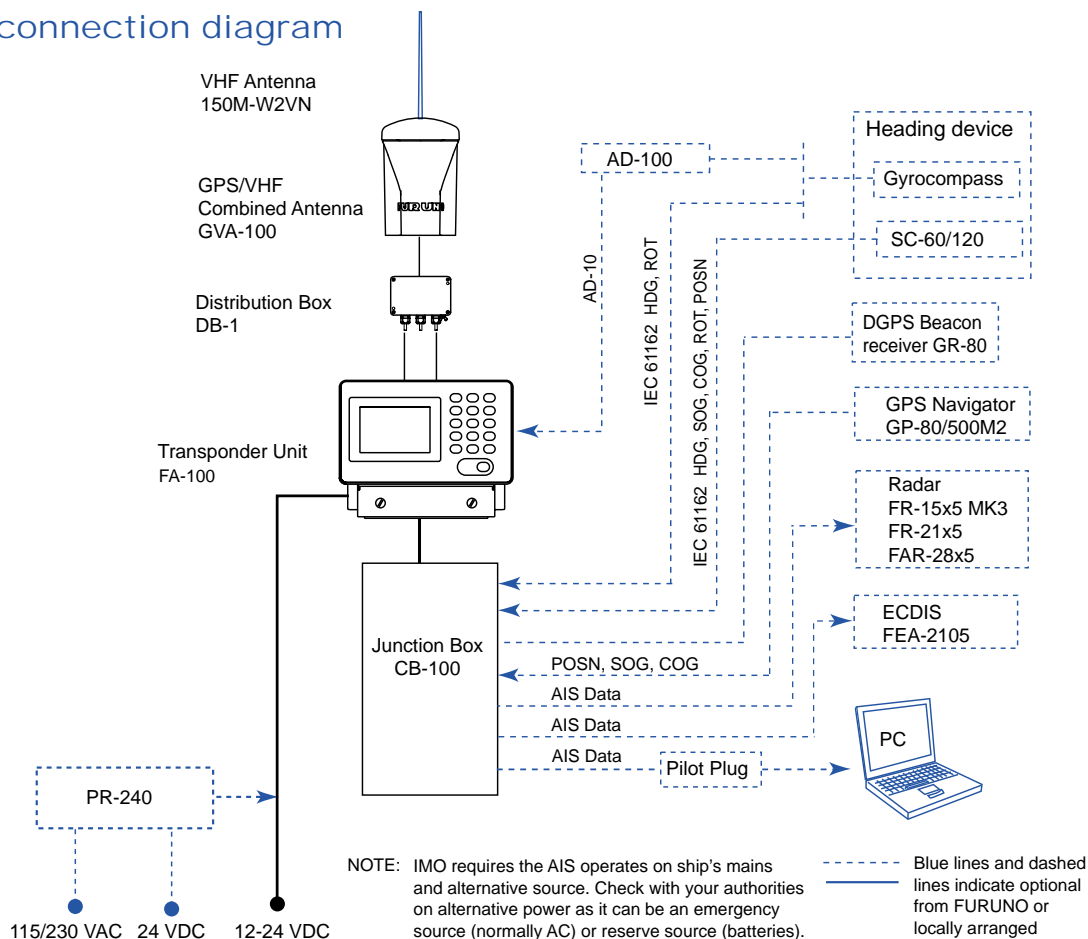 connection diagram
VHF Antenna
150M-W2VN
GPS/VHF
Combined Antenna
GVA-100
Distribution Box
DB-1
Transponder Unit
FA-100
AD-100
AD-10
IEC 61162 HDG, ROT
IEC 61162 HDG, SOG, COG, ROT, POSN
Heading device
Gyrocompass
SC-60/120
DGPS Beacon
receiver GR-80
GPS Navigator
GP-80/500M2
Radar
FR-15x5 MK3
FR-21x5
FAR-28x5
ECDIS
FEA-2105
Junction Box
CB-100
POSN, SOG, COG
AIS Data
AIS Data
AIS Data
Pilot Plug
PC
PR-240
115/230 VAC
24 VDC
12-24 VDC
NOTE: IMO requires the AIS operates on ship's mains
and alternative source. Check with your authorities
on alternative power as it can be an emergency
source (normally AC) or reserve source (batteries).
Blue lines and dashed
lines indicate optional
from FURUNO or
locally arranged